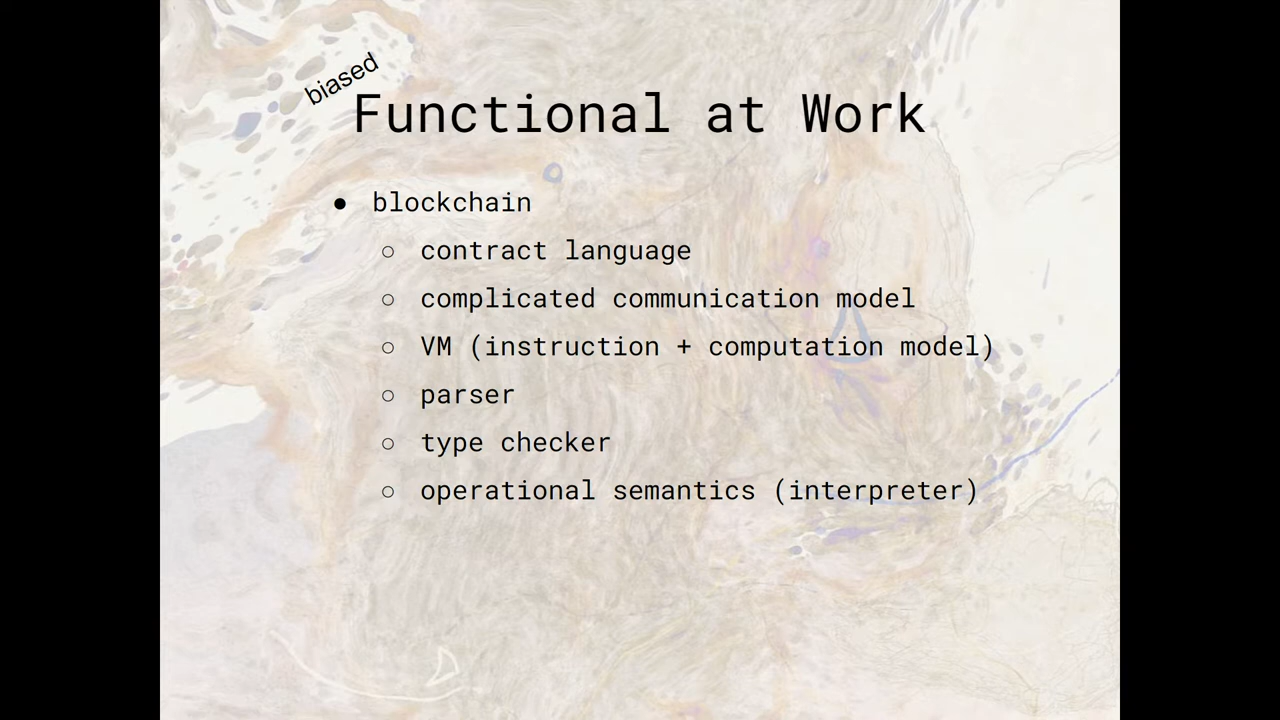 biased
Functional at Work
● blockchain
○ contract language
○ complicated communication model
○ VM (instruction + computation model)
○ parser
○ type checker
○ operational semantics (interpreter)